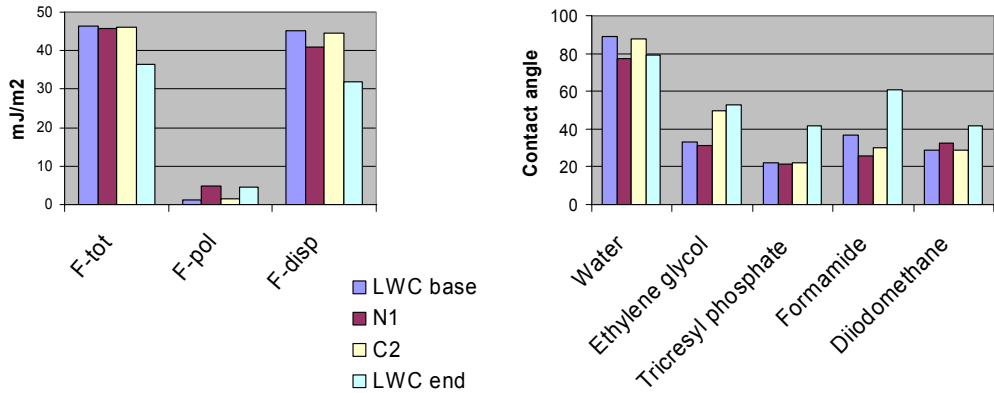 50
40
30
20
10
0
mJ/m2
F-tot
F-pol
F-disp
LWC base
N1
C2
LWC end
100
80
60
40
20
0
Contact angle
Water
Ethylene glycol
Tricresyl phosphate
Formamide
Diiodomethane